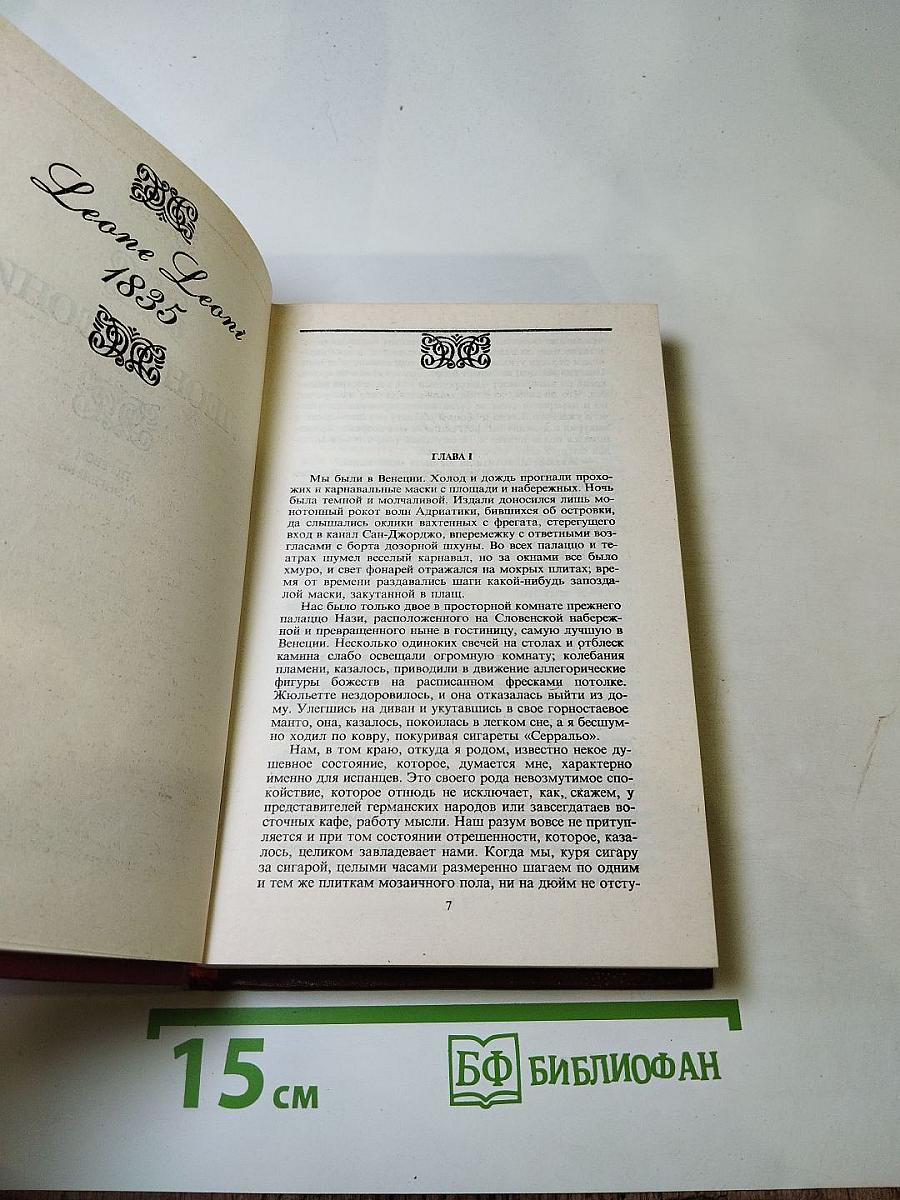 Leone Leoni
1835
ГЛАВА I
Мы были в Венеции. Холод и дождь прогнали прохо-
жих и карнавальные маски с площади и набережных. Ночь
была темной и молчаливой. Издали доносился лишь мо-
нотонный рокот волн Адриатики, бившихся об островки,
да слышались оклики вахтенных с фрегата, стерегущего
вход в канал Сан-Джорджо, вперемежку с ответными воз-
гласами с борта дозорной шхуны. Во всех палаццо и те-
атрах шумел веселый карнавал, но за окнами все было
хмуро, и свет фонарей отражался на мокрых плитах; вре-
мя от времени раздавались шаги какой-нибудь запозда-
лой маски, закутанной в плащ.
Нас было только двое в просторной комнате прежнего
палаццо Нази, расположенного на Словенской набереж-
ной и превращенного ныне в гостиницу, самую лучшую в
Венеции. Несколько одиноких свечей на столах и отблеск
камина слабо освещали огромную комнату; колебания
пламени, казалось, приводили в движение аллегорические
фигуры божеств на расписанном фресками потолке.
Жюльетте нездоровилось, и она отказалась выйти из до-
му. Улегшись на диван и укутавшись в свое горностаевое
манто, она, казалось, покоилась в легком сне, а я бесшум-
но ходил по ковру, покуривая сигареты «Серральо».
Нам, в том краю, откуда я родом, известно некое ду-
шевное состояние, которое, думается мне, характерно
именно для испанцев. Это своего рода невозмутимое спо-
койствие, которое отнюдь не исключает, как, скажем, у
представителей германских народов или завсегдатаев во-
сточных кафе, работу мысли. Наш разум вовсе не притуп-
ляется и при том состоянии отрешенности, которое, каза-
лось, целиком завладевает нами. Когда мы, куря сигару
за сигарой, целыми часами размеренно шагаем по одним
и тем же плиткам мозаичного пола, ни на дюйм не отсту-
7
15 см
БФ БИБЛИОФАН